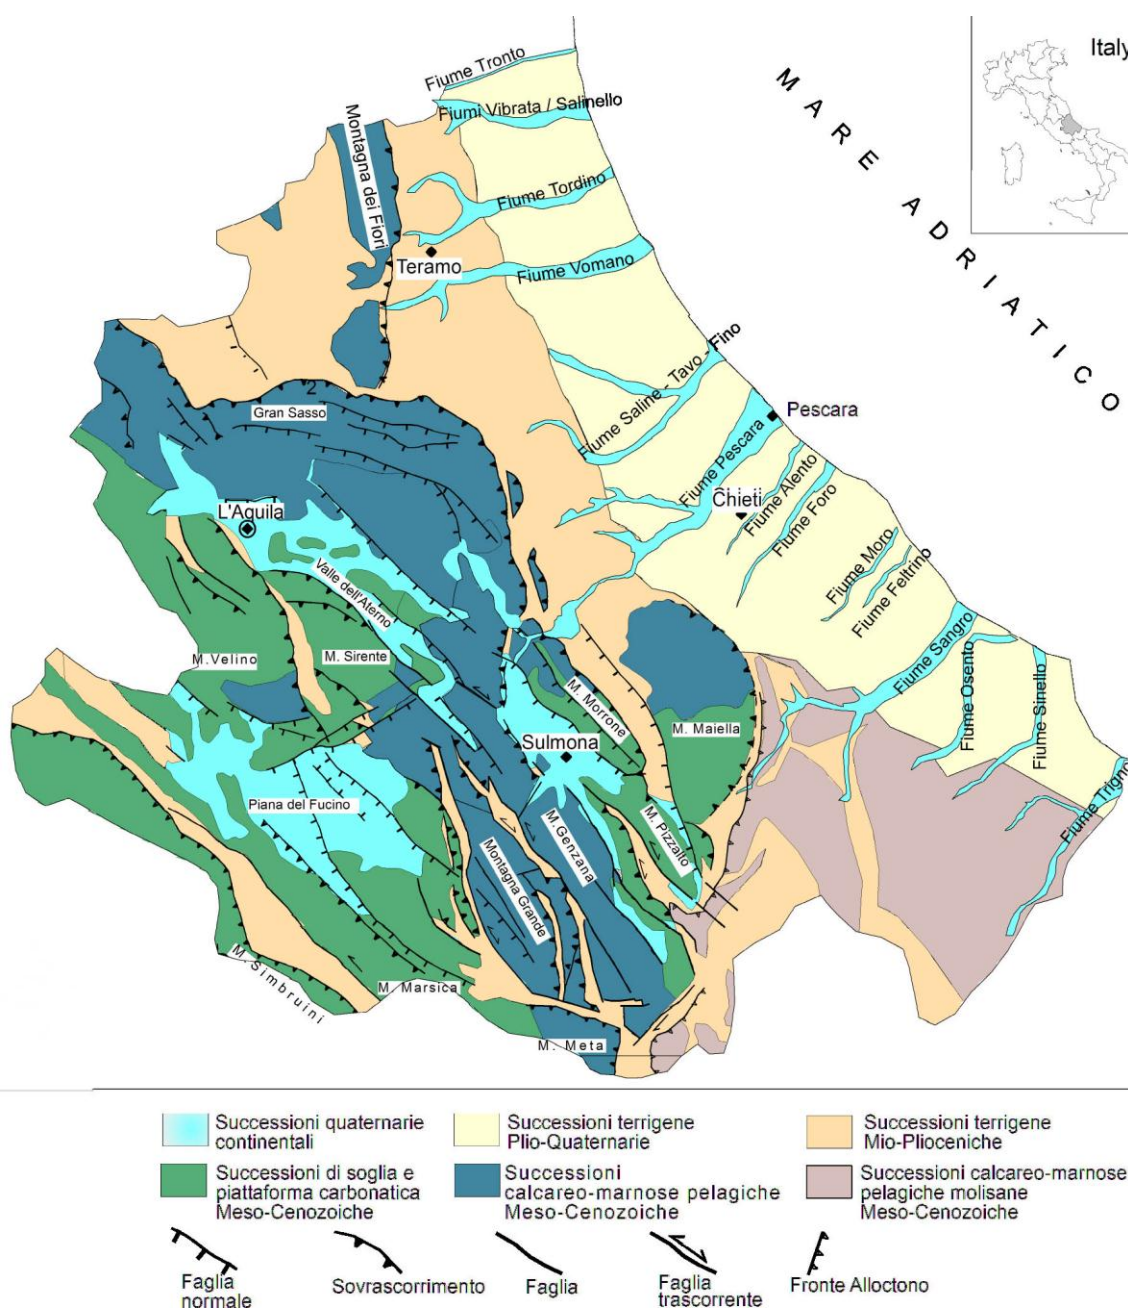 Italy
MARE ADRIATICO
Fiume Tronto
Fiumi Vibrata / Salinello
Montagna dei Fiori
Fiume Tordino
Teramo
Fiume Vomano
2
Gran Sasso
Fiume Saline - Tavo - Fino
Pescara
Fiume Pescara
Chieti
Fiume Alento
Fiume Foro
L'Aquila
Fiume Moro
Fiume Feltrino
Valle dell'Aterno
M.Velino
M. Sirente
Fiume Sangro
Fiume Osento
Fiume Sinello
M. Morrone
M. Maiella
Sulmona
Fiume Trigno
Piana del Fucino
M. Genzana
M. Pizzalto
Montagna Grande
M. Simbruini
M. Marsica
M. Meta
Successioni quaternarie
continentali
Successioni terrigene
Plio-Quaternarie
Successioni terrigene
Mio-Plioceniche
Successioni di soglia e
piattaforma carbonatica
Meso-Cenozoiche
Successioni
calcareo-marnose pelagiche
Meso-Cenozoiche
Successioni calcareo-marnose
pelagiche molisane
Meso-Cenozoiche
Faglia
normale
Sovrascorrimento
Faglia
Faglia
trascorrente
Fronte Alloctono